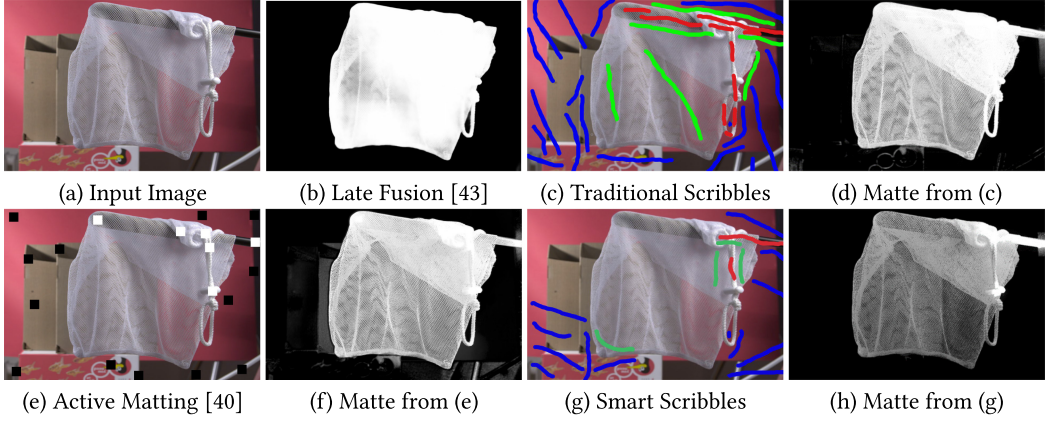 (a) Input Image
(b) Late Fusion [43]
(c) Traditional Scribbles
(d) Matte from (c)
(e) Active Matting [40]
(f) Matte from (e)
(g) Smart Scribbles
(h) Matte from (g)